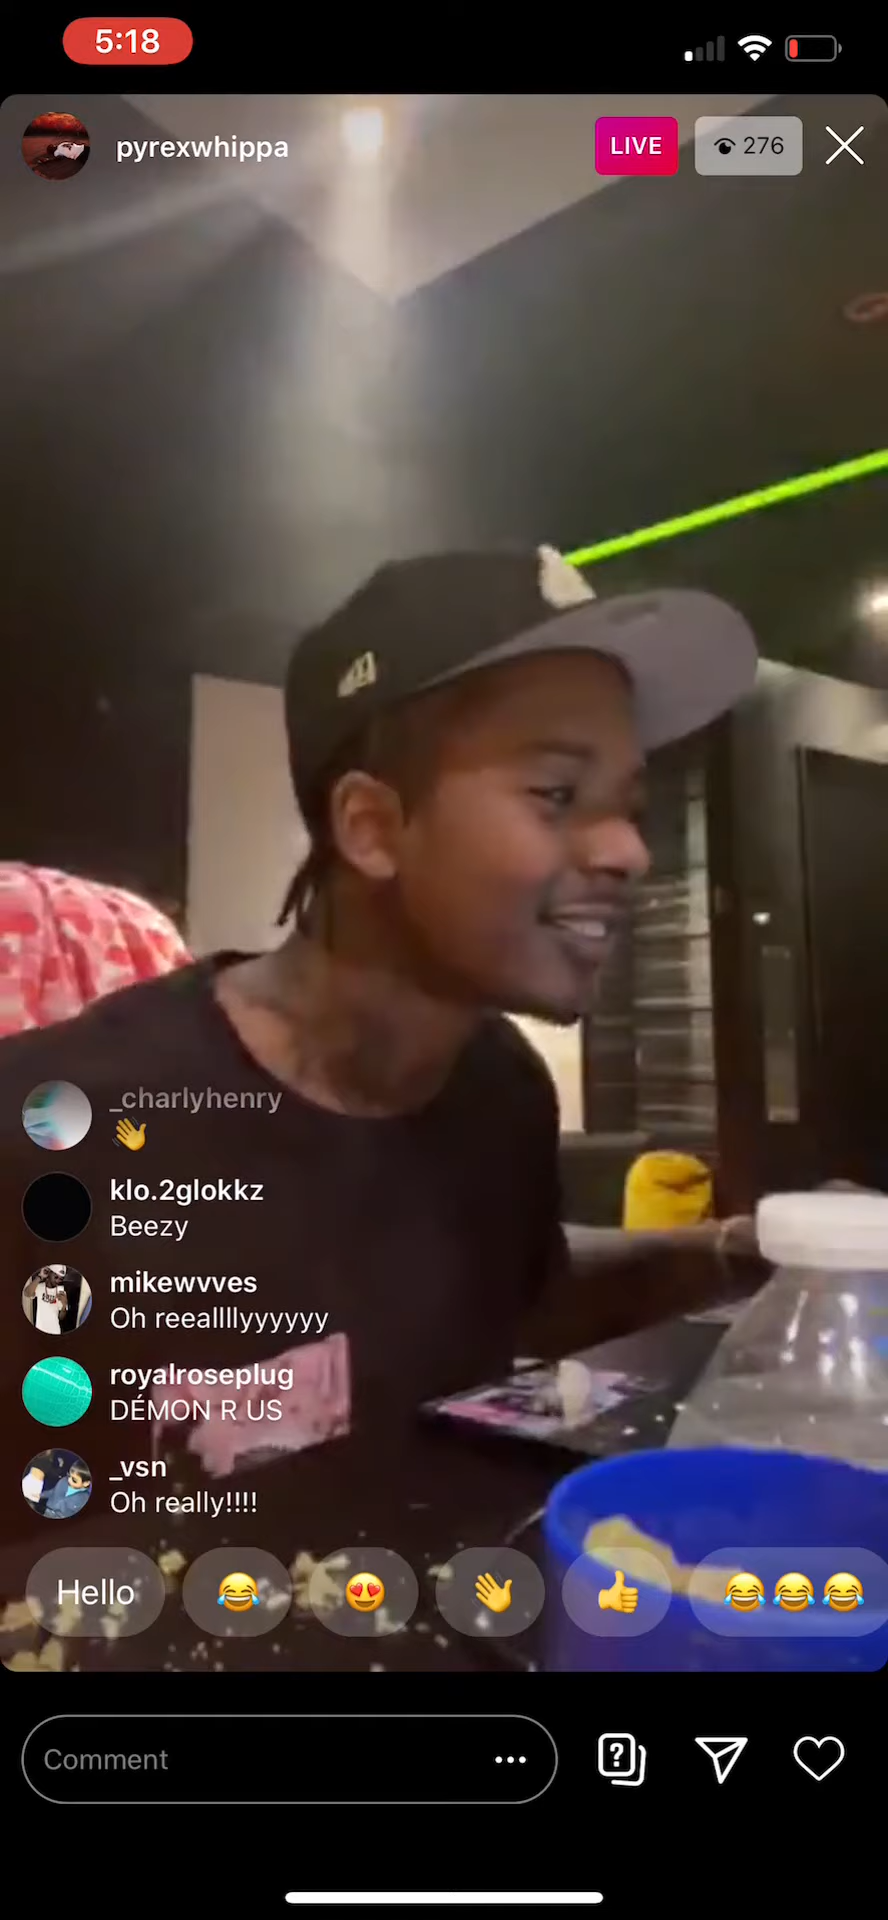 5:18
pyrexwhippa
LIVE
276
_charlyhenry
👋
klo.2glokkz
Beezy
mikewvves
Oh reeallllyyyyyy
royalroseplug
DÉMON R US
_vsn
Oh really!!!!
Hello 😂 😍 👋 👍 😂😂😂
Comment